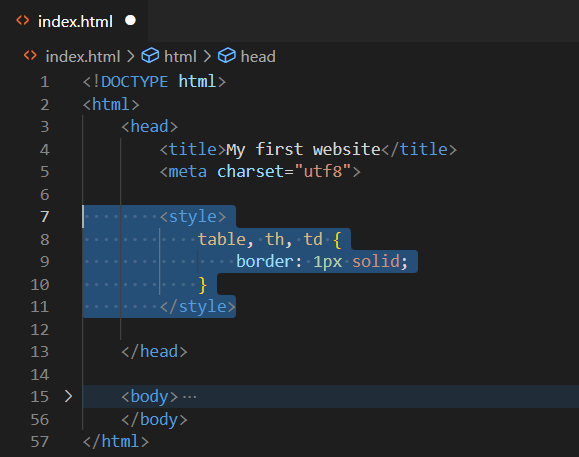 index.html
index.html > html > head
1 <!DOCTYPE html>
2 <html>
3 <head>
4 <title>My first website</title>
5 <meta charset="utf8">
6
7 <style>
8 table, th, td {
9 border: 1px solid;
10 }
11 </style>
12
13 </head>
14
15 <body> ···
56 </body>
57 </html>